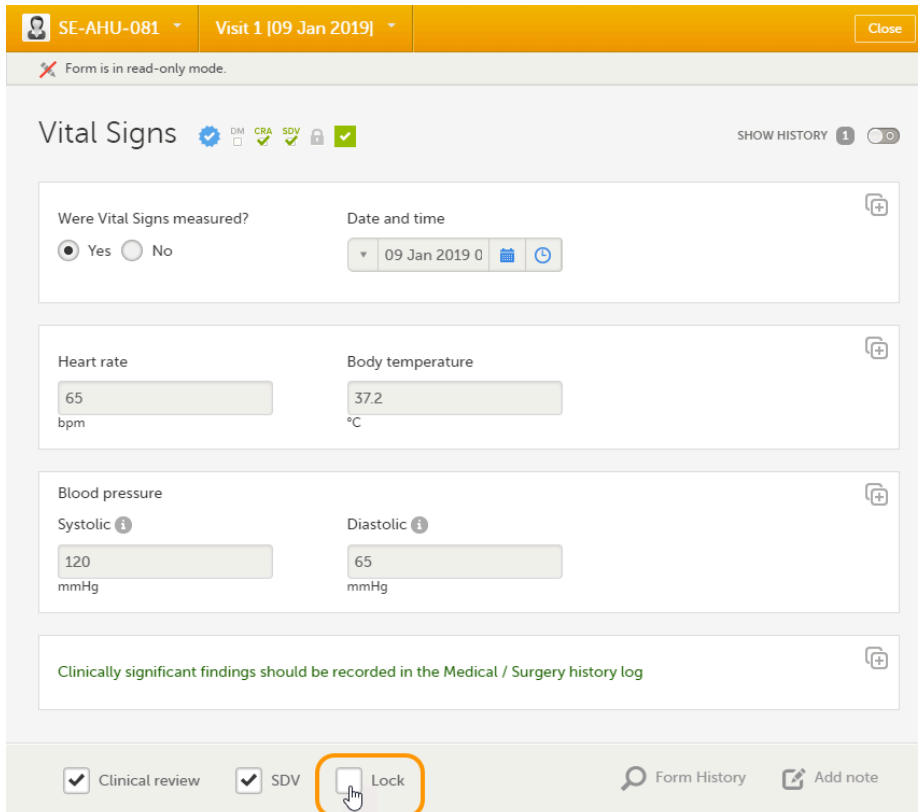 SE-AHU-081 Visit 1 |09 Jan 2019| Close
Form is in read-only mode.
Vital Signs DM CRA SDV SHOW HISTORY 1
Were Vital Signs measured? Date and time
Yes No 09 Jan 2019 0
Heart rate Body temperature
65 37.2
bpm °C
Blood pressure
Systolic i Diastolic i
120 65
mmHg mmHg
Clinically significant findings should be recorded in the Medical / Surgery history log
Clinical review SDV Lock Form History Add note